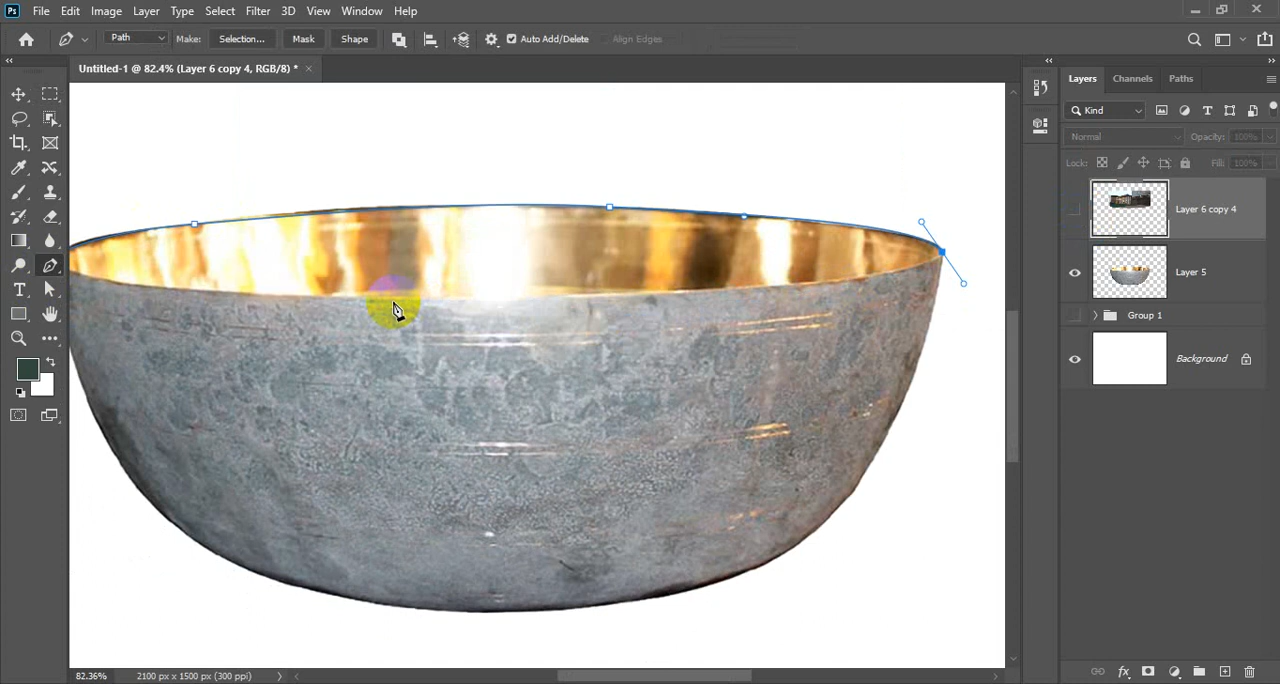 Ps File Edit Image Layer Type Select Filter 3D View Window Help
Path Make: Selection... Mask Shape Auto Add/Delete Align Edges
Untitled-1 @ 82.4% (Layer 6 copy 4, RGB/8) * ×
Layers Channels Paths
Kind
Normal Opacity: 100%
Lock: Fill: 100%
Layer 6 copy 4
Layer 5
Group 1
Background
82.36% 2100 px x 1500 px (300 ppi)